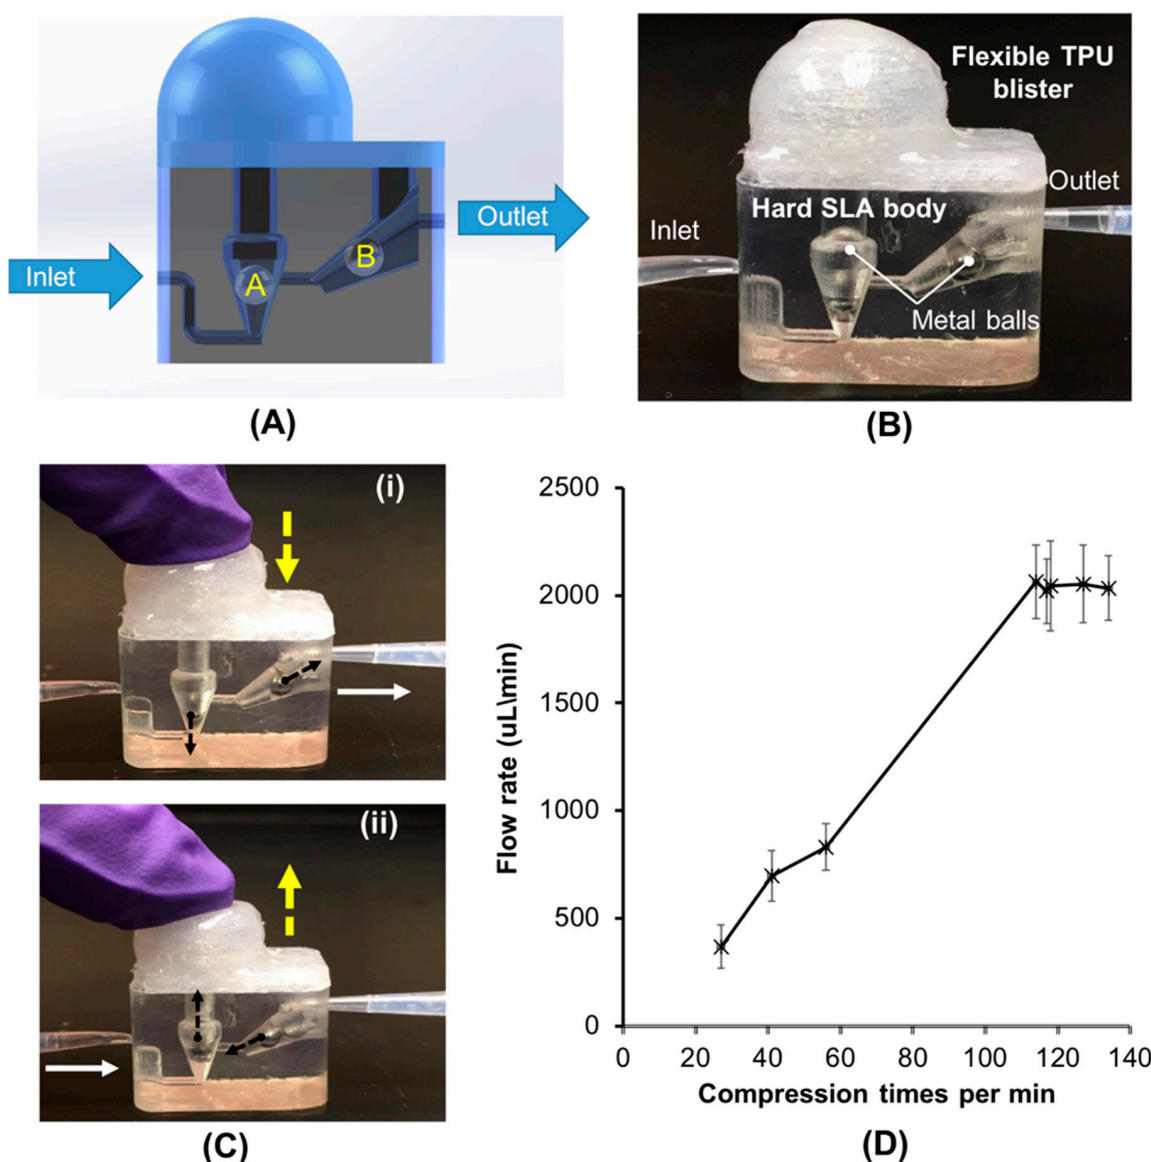 Inlet
A
B
Outlet
(A)
Flexible TPU
blister
Hard SLA body
Outlet
Inlet
Metal balls
(B)
(i)
(ii)
(C)
2500
2000
1500
1000
500
0
0 20 40 60 80 100 120 140
Flow rate (uL\min)
Compression times per min
(D)